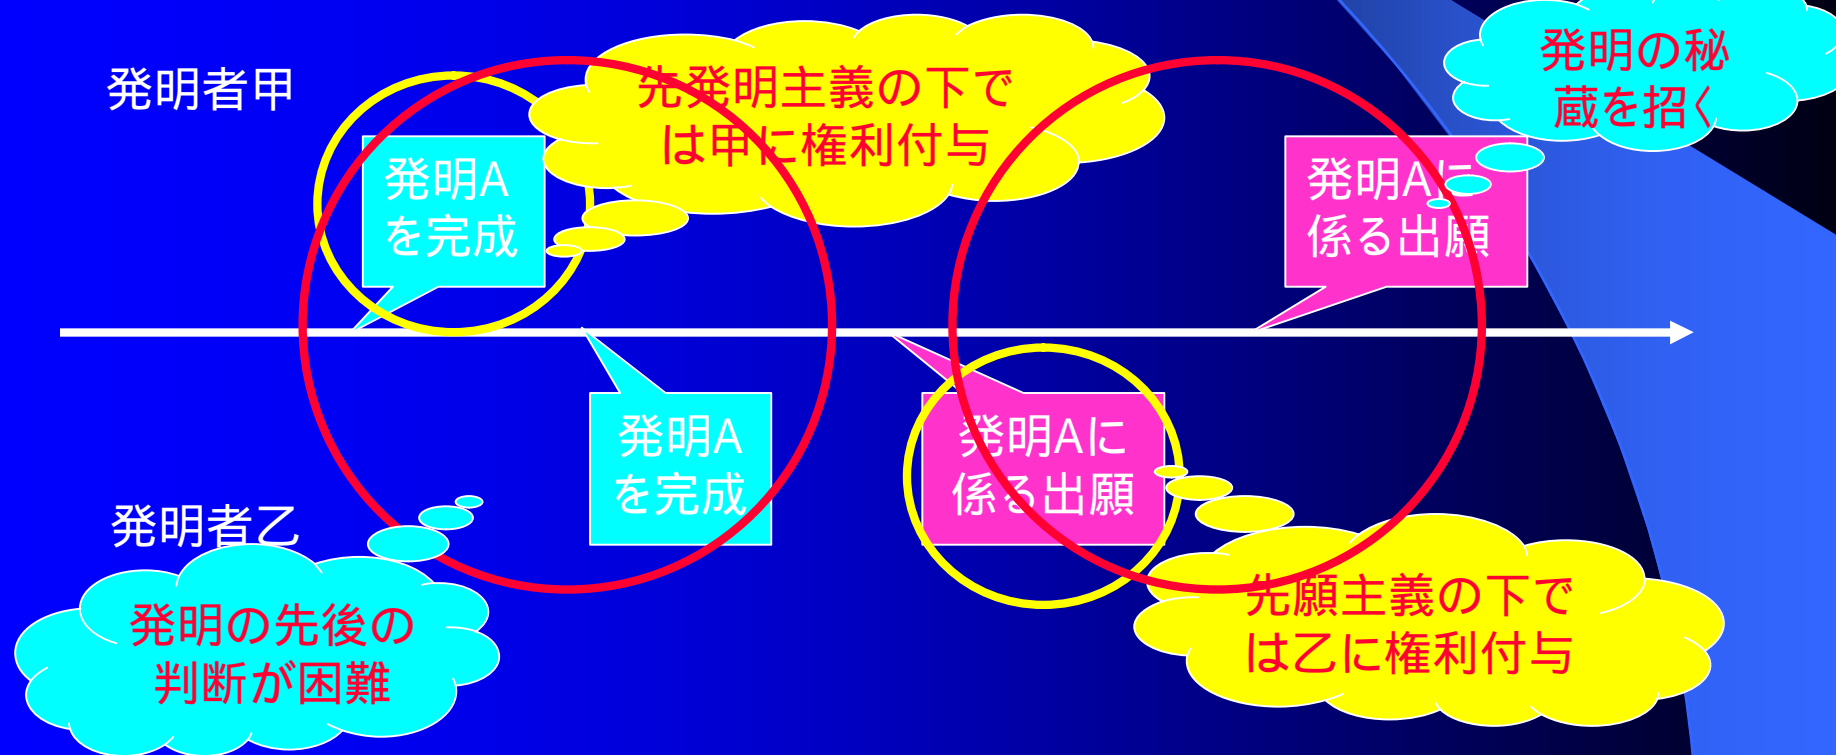 発明者甲
先発明主義の下で
は甲に権利付与
発明の秘
蔵を招く
発明A
を完成
発明Aに
係る出願
発明A
を完成
発明Aに
係る出願
発明者乙
発明の先後の
判断が困難
先願主義の下で
は乙に権利付与